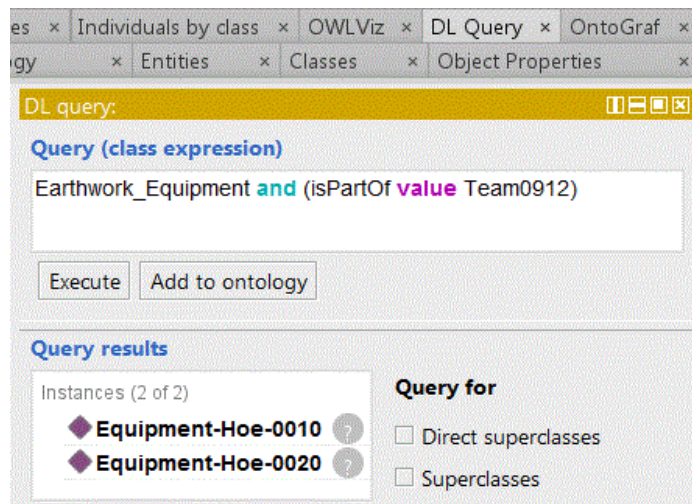 es × Individuals by class × OWLViz × DL Query × OntoGraf ×
gy × Entities × Classes × Object Properties ×
DL query:
Query (class expression)
Earthwork_Equipment and (isPartOf value Team0912)
Execute Add to ontology
Query results
Instances (2 of 2)
Query for
Equipment-Hoe-0010 ?
Direct superclasses
Equipment-Hoe-0020 ?
Superclasses